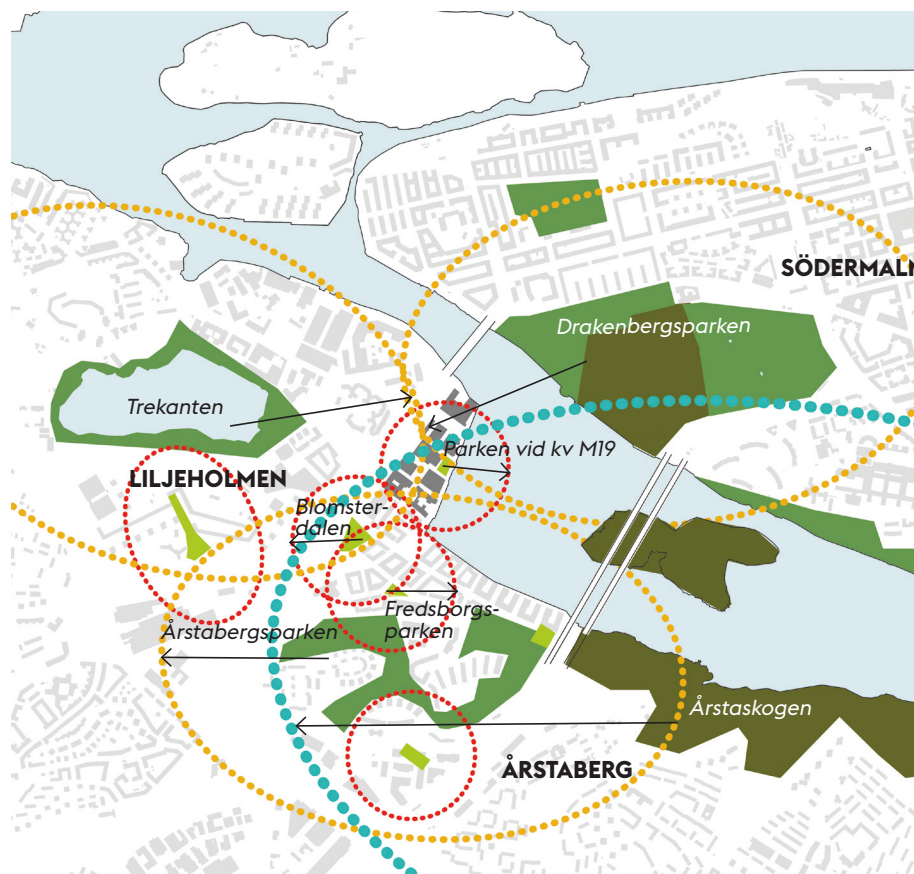 SÖDERMALM
Drakenbergsparken
Trekanten
Parken vid kv M19
LILJEHOLMEN
Blomster-
dalen
Fredsborgs-
parken
Årstabergsparken
Årstaskogen
ÅRSTABERG